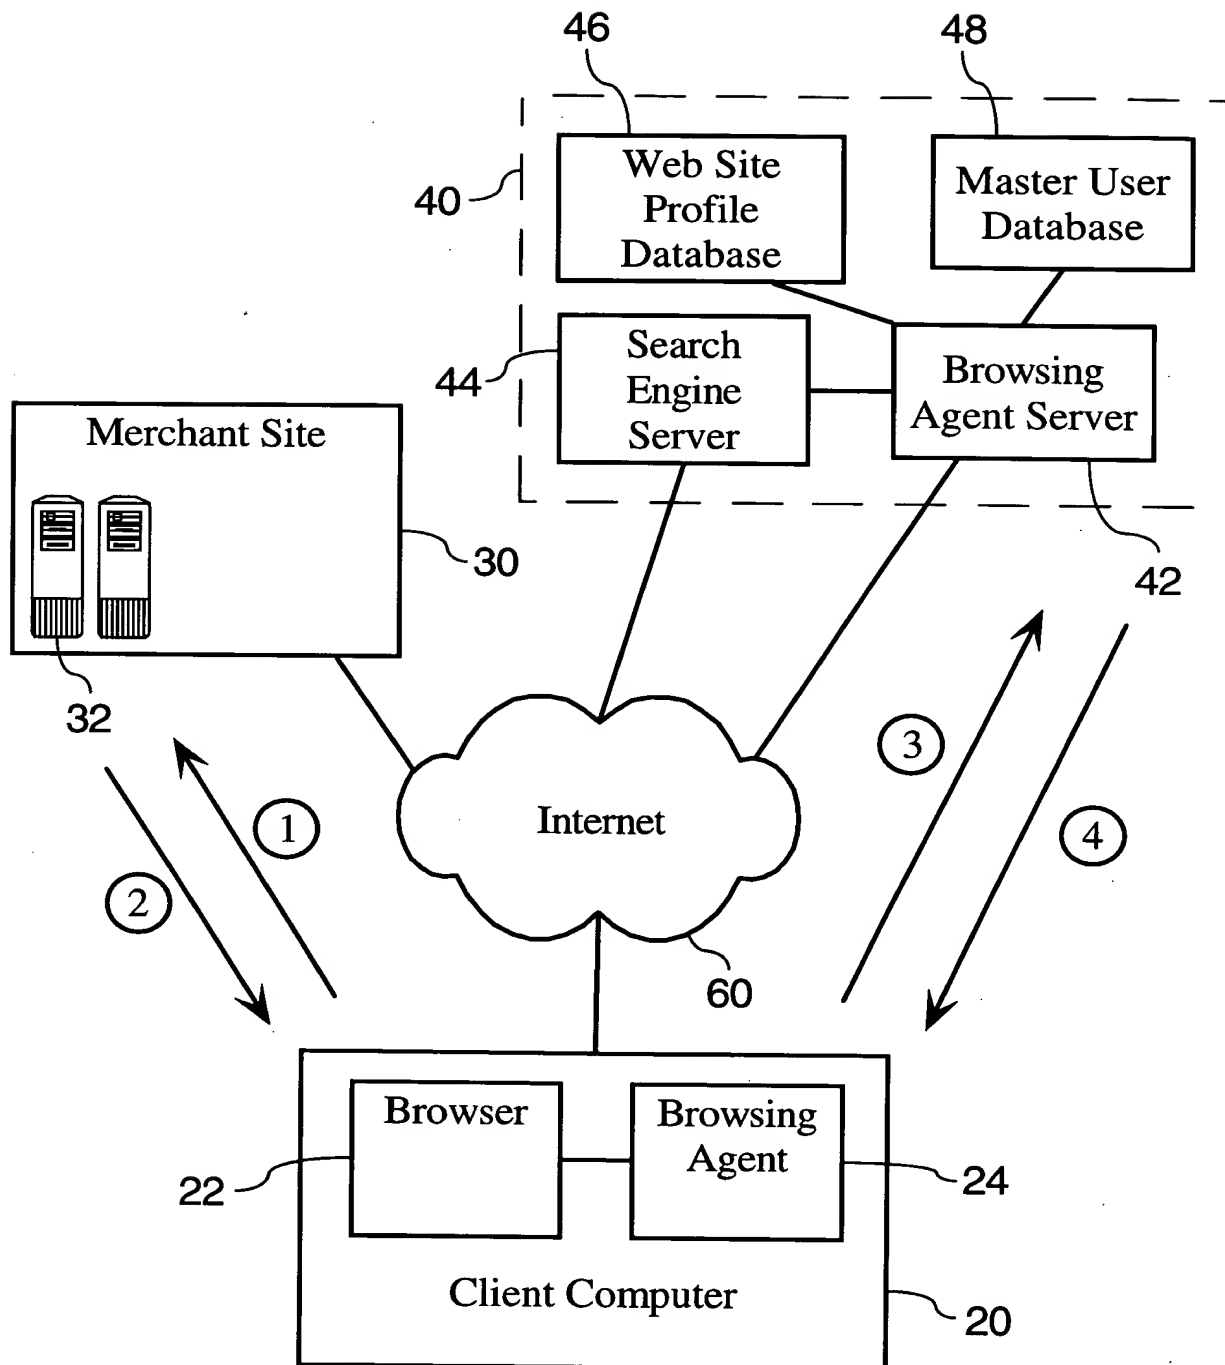 46
48
Web Site
Profile
Database
Master User
Database
40
44
Search
Engine
Server
Browsing
Agent Server
Merchant Site
30
42
32
3
1
Internet
4
2
60
Browser
Browsing
Agent
22
24
Client Computer
20